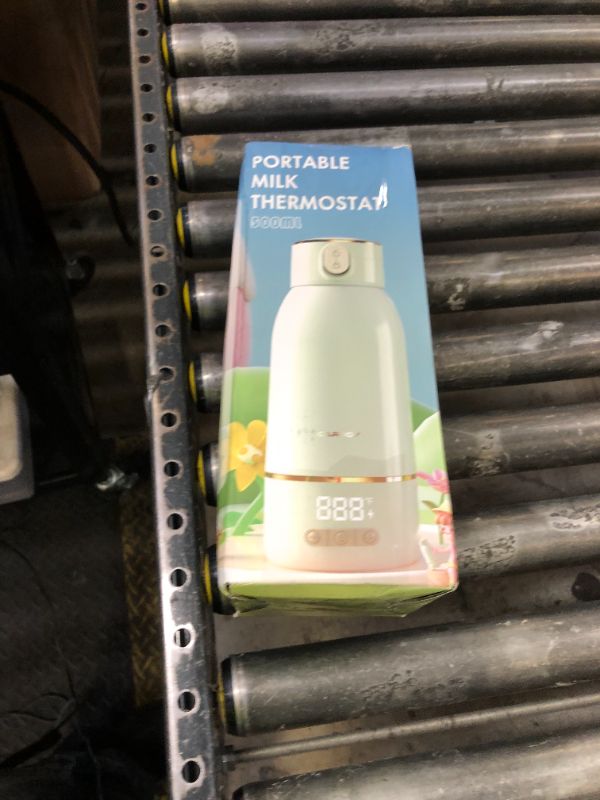 PORTABLE
MILK
THERMOSTAT
500ML
888°F